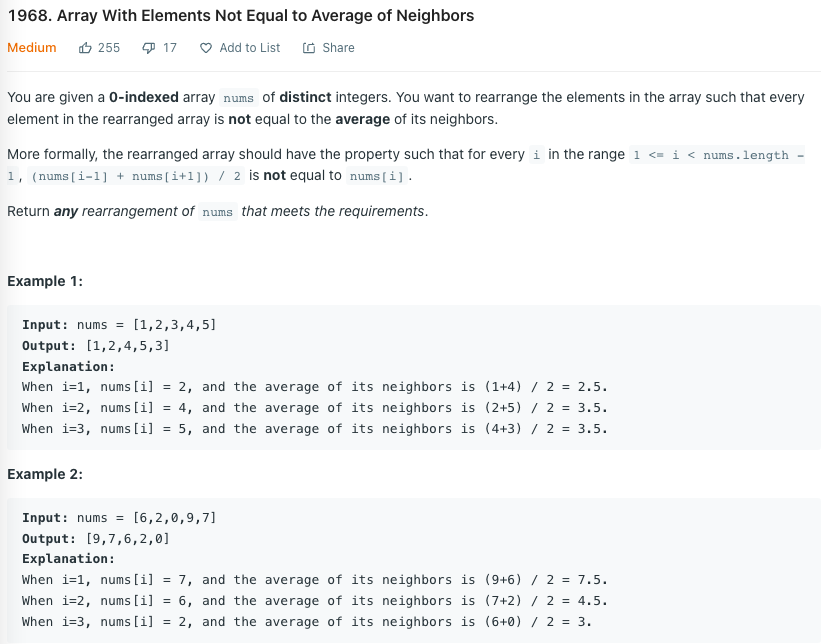 1968. Array With Elements Not Equal to Average of Neighbors
Medium 255 17 Add to List Share
You are given a 0-indexed array nums of distinct integers. You want to rearrange the elements in the array such that every
element in the rearranged array is not equal to the average of its neighbors.
More formally, the rearranged array should have the property such that for every i in the range 1 <= i < nums.length -
1, (nums[i-1] + nums[i+1]) / 2 is not equal to nums[i].
Return any rearrangement of nums that meets the requirements.
Example 1:
Input: nums = [1,2,3,4,5]
Output: [1,2,4,5,3]
Explanation:
When i=1, nums[i] = 2, and the average of its neighbors is (1+4) / 2 = 2.5.
When i=2, nums[i] = 4, and the average of its neighbors is (2+5) / 2 = 3.5.
When i=3, nums[i] = 5, and the average of its neighbors is (4+3) / 2 = 3.5.
Example 2:
Input: nums = [6,2,0,9,7]
Output: [9,7,6,2,0]
Explanation:
When i=1, nums[i] = 7, and the average of its neighbors is (9+6) / 2 = 7.5.
When i=2, nums[i] = 6, and the average of its neighbors is (7+2) / 2 = 4.5.
When i=3, nums[i] = 2, and the average of its neighbors is (6+0) / 2 = 3.